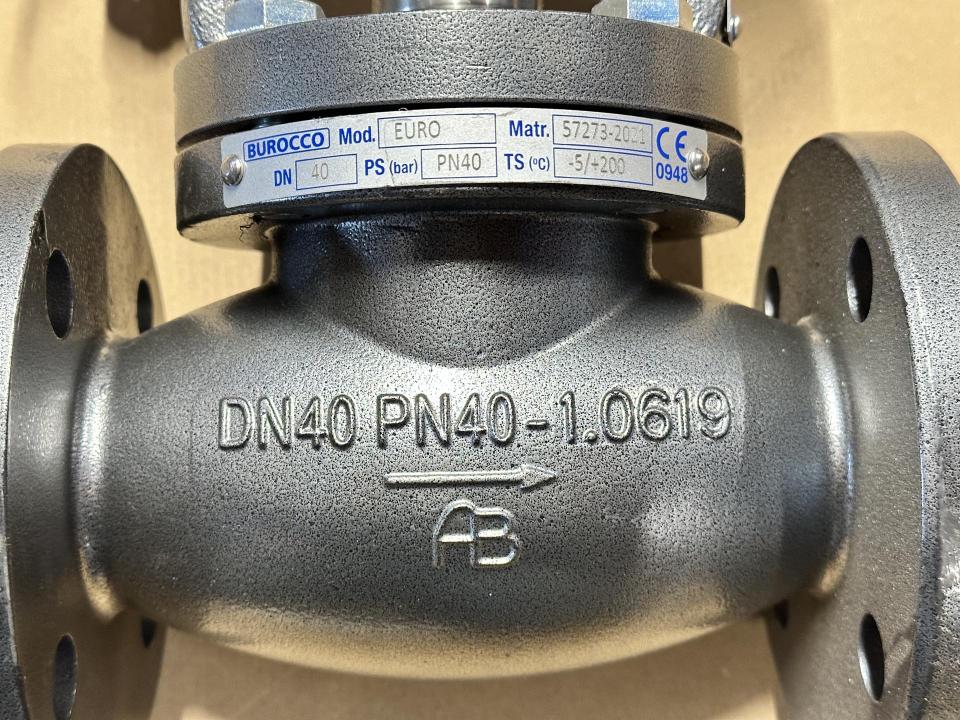 BUROCCO Mod. EURO Matr. 57273-2021 CE
DN 40 PS (bar) PN40 TS (°C) -5/+200 0948
DN40 PN40-1.0619
AB